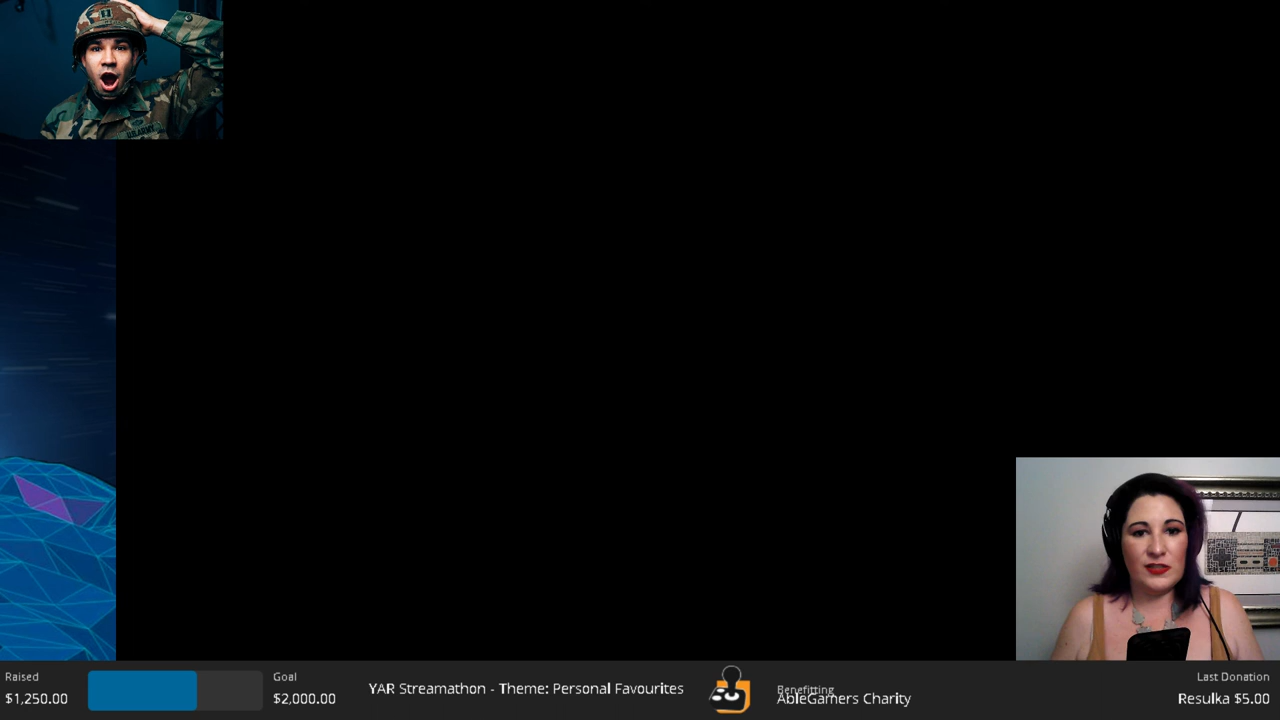 U.S. ARMY
Raised
$1,250.00
Goal
$2,000.00
YAR Streamathon - Theme: Personal Favourites
Benefitting
AbleGamers Charity
Last Donation
Resulka $5.00